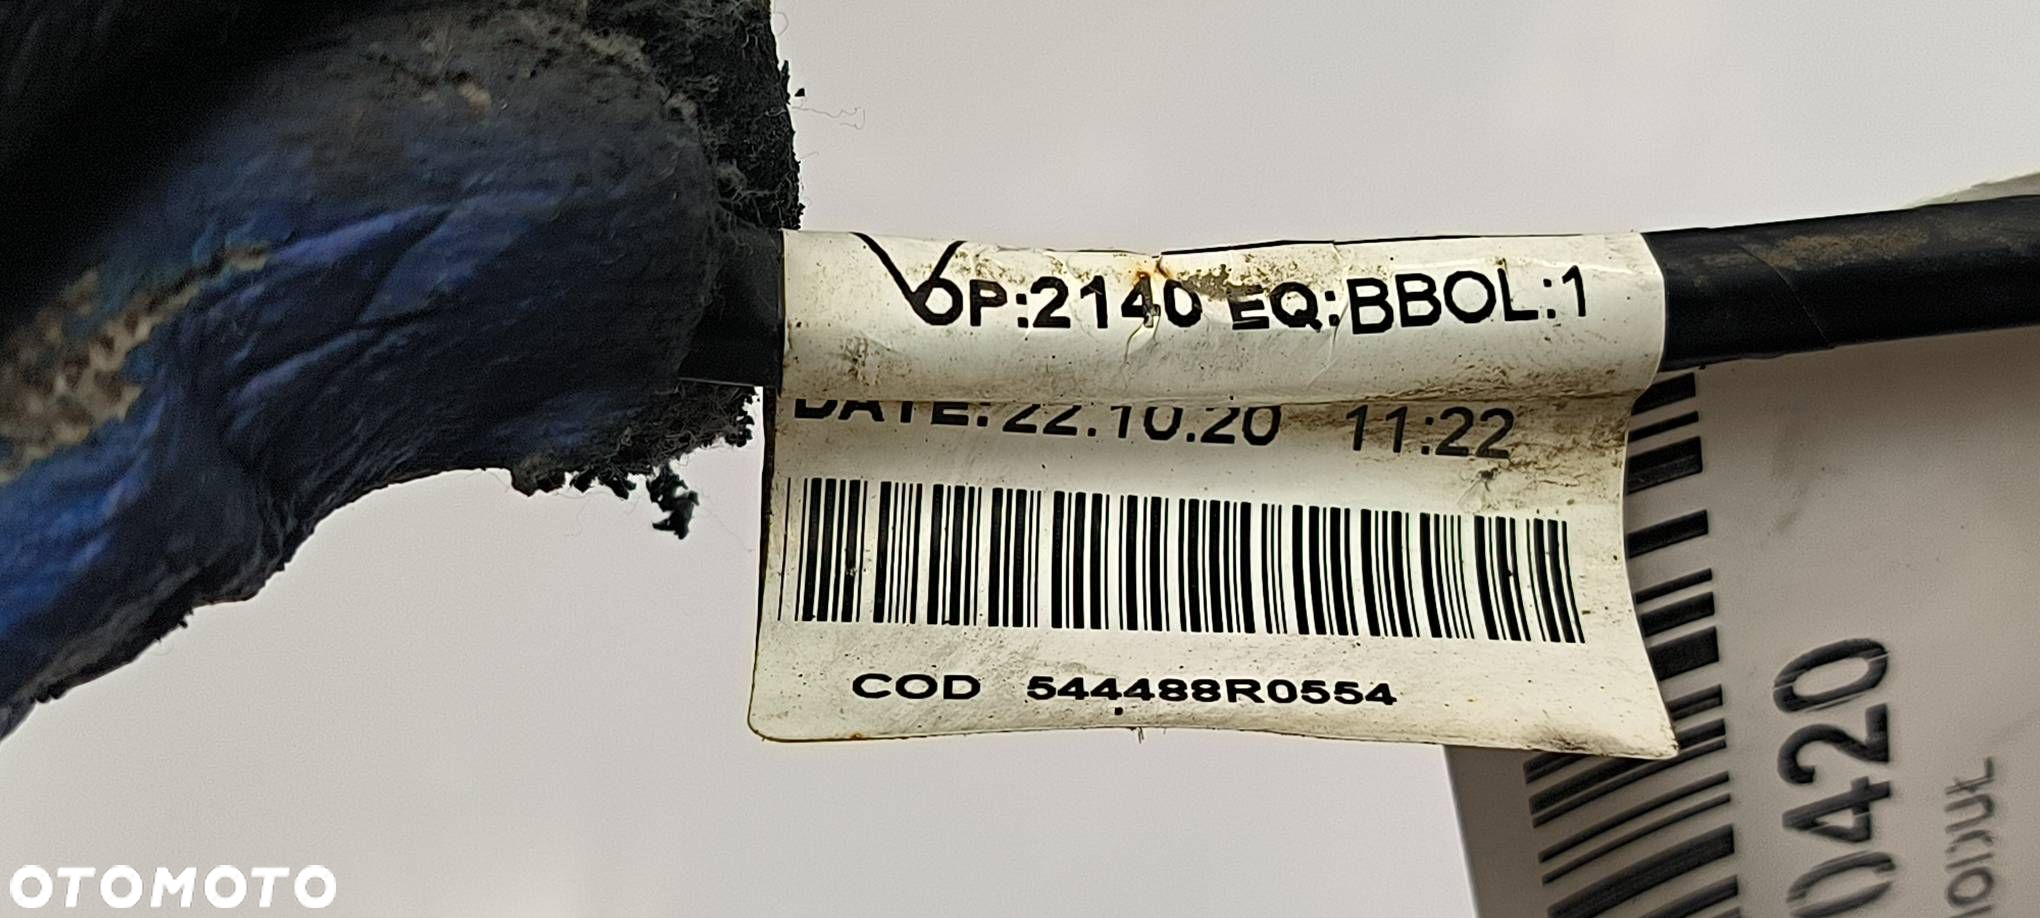 OP:2140 EQ:BBOL:1
DATE:22.10.20 11:22
COD 544488R0554
0420
OTOMOTO